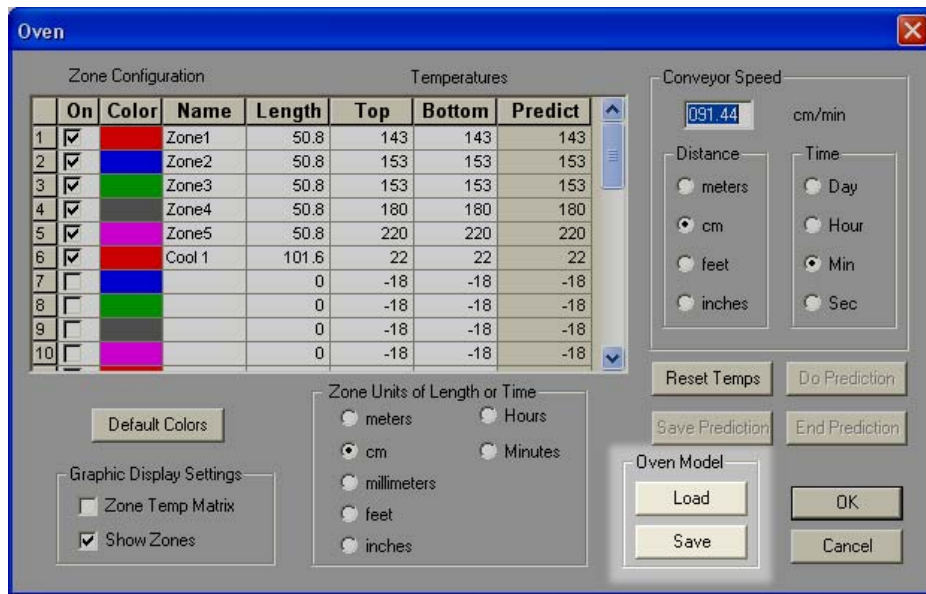 Oven
Zone Configuration Temperatures
On Color Name Length Top Bottom Predict
1 Zone1 50.8 143 143 143
2 Zone2 50.8 153 153 153
3 Zone3 50.8 153 153 153
4 Zone4 50.8 180 180 180
5 Zone5 50.8 220 220 220
6 Cool 1 101.6 22 22 22
7 0 -18 -18 -18
8 0 -18 -18 -18
9 0 -18 -18 -18
10 0 -18 -18 -18
Default Colors
Graphic Display Settings
Zone Temp Matrix
Show Zones
Zone Units of Length or Time
meters Hours
cm Minutes
millimeters
feet
inches
Conveyor Speed
091.44 cm/min
Distance Time
meters Day
cm Hour
feet Min
inches Sec
Reset Temps Do Prediction
Save Prediction End Prediction
Oven Model
Load OK
Save Cancel